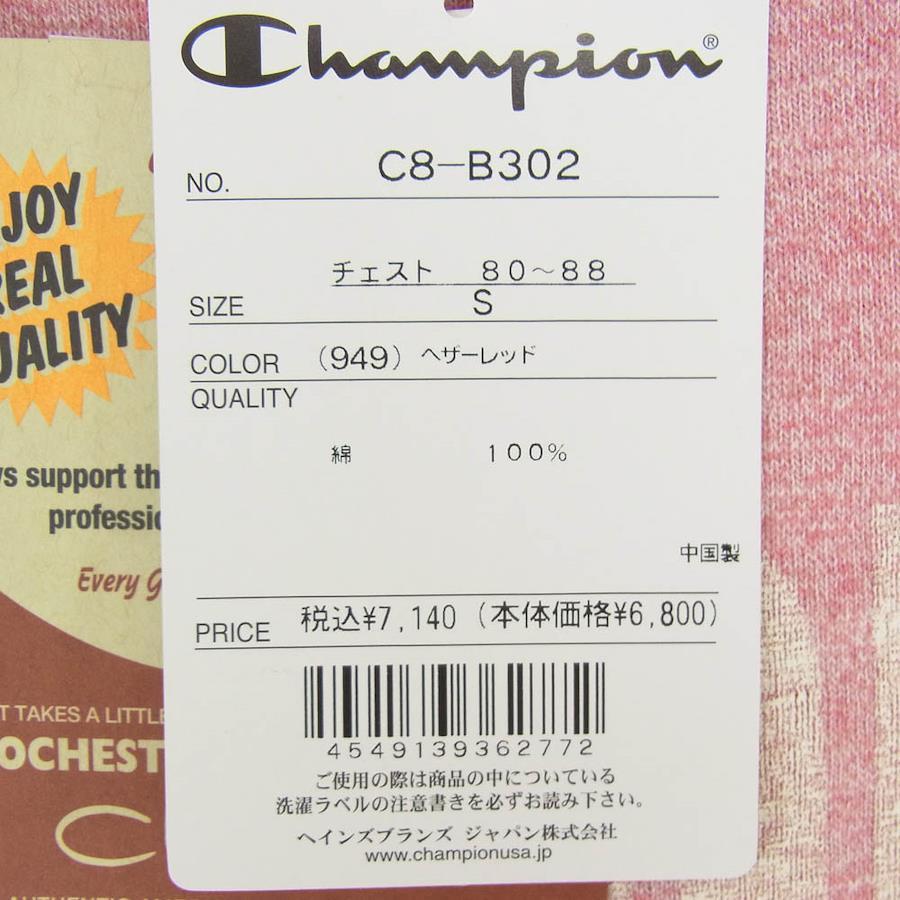 Champion®
NO. C8-B302
チェスト 80~88
SIZE S
COLOR (949) ヘザーレッド
QUALITY
綿 100%
中国製
PRICE 税込¥7,140 (本体価格¥6,800)
4549139362772
ご使用の際は商品の中についている
洗濯ラベルの注意書きを必ずお読み下さい。
ヘインズブランズ ジャパン株式会社
www.championusa.jp
JOY
REAL
UALITY
ys support th
professio
Every G
T TAKES A LITTLE
OCHEST